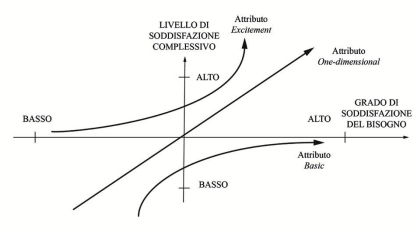 LIVELLO DI
SODDISFAZIONE
COMPLESSIVO
Attributo
Excitement
Attributo
One-dimensional
ALTO
BASSO
ALTO
GRADO DI
SODDISFAZIONE
DEL BISOGNO
Attributo
Basic
BASSO